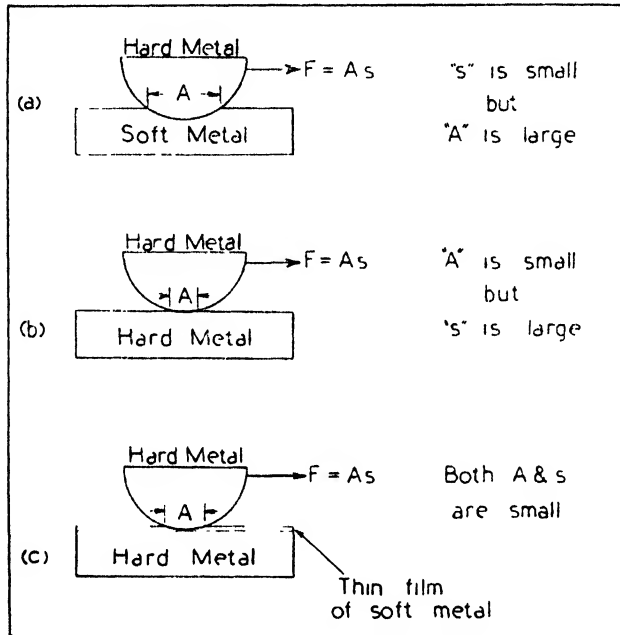 Hard Metal
F = As
"s" is small
(a)
A
but
Soft Metal
"A" is large
Hard Metal
F = As
"A" is small
A
but
(b)
Hard Metal
"s" is large
Hard Metal
F = As
Both A & s
A
are small
(c)
Hard Metal
Thin film
of soft metal